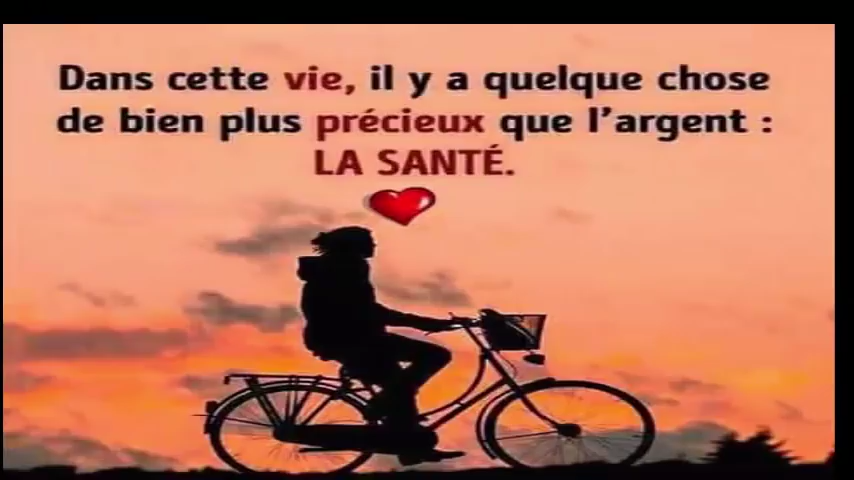 Dans cette vie, il y a quelque chose
de bien plus précieux que l'argent :
LA SANTÉ.